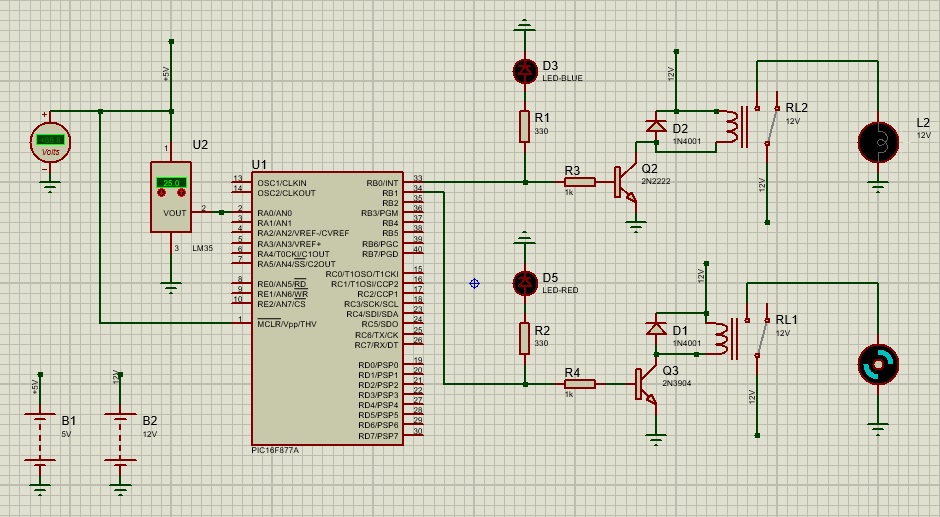 +5V
+
Volts
-
1
U2
25.0
VOUT
2
3
LM35
U1
13 OSC1/CLKIN RB0/INT 33
14 OSC2/CLKOUT RB1 34
RB2 35
2 RA0/AN0 RB3/PGM 36
3 RA1/AN1 RB4 37
4 RA2/AN2/VREF-/CVREF RB5 38
5 RA3/AN3/VREF+ RB6/PGC 39
6 RA4/T0CKI/C1OUT RB7/PGD 40
7 RA5/AN4/SS/C2OUT
RC0/T1OSO/T1CKI 15
8 RE0/AN5/RD RC1/T1OSI/CCP2 16
9 RE1/AN6/WR RC2/CCP1 17
10 RE2/AN7/CS RC3/SCK/SCL 18
RC4/SDI/SDA 23
1 MCLR/Vpp/THV RC5/SDO 24
RC6/TX/CK 25
RC7/RX/DT 26
RD0/PSP0 19
RD1/PSP1 20
RD2/PSP2 21
RD3/PSP3 22
RD4/PSP4 27
RD5/PSP5 28
RD6/PSP6 29
RD7/PSP7 30
PIC16F877A
D3
LED-BLUE
R1
330
R3
1k
Q2
2N2222
12V
D2
1N4001
RL2
12V
12V
L2
12V
D5
LED-RED
R2
330
R4
1k
Q3
2N3904
12V
D1
1N4001
RL1
12V
12V
+5V
B1
5V
12V
B2
12V